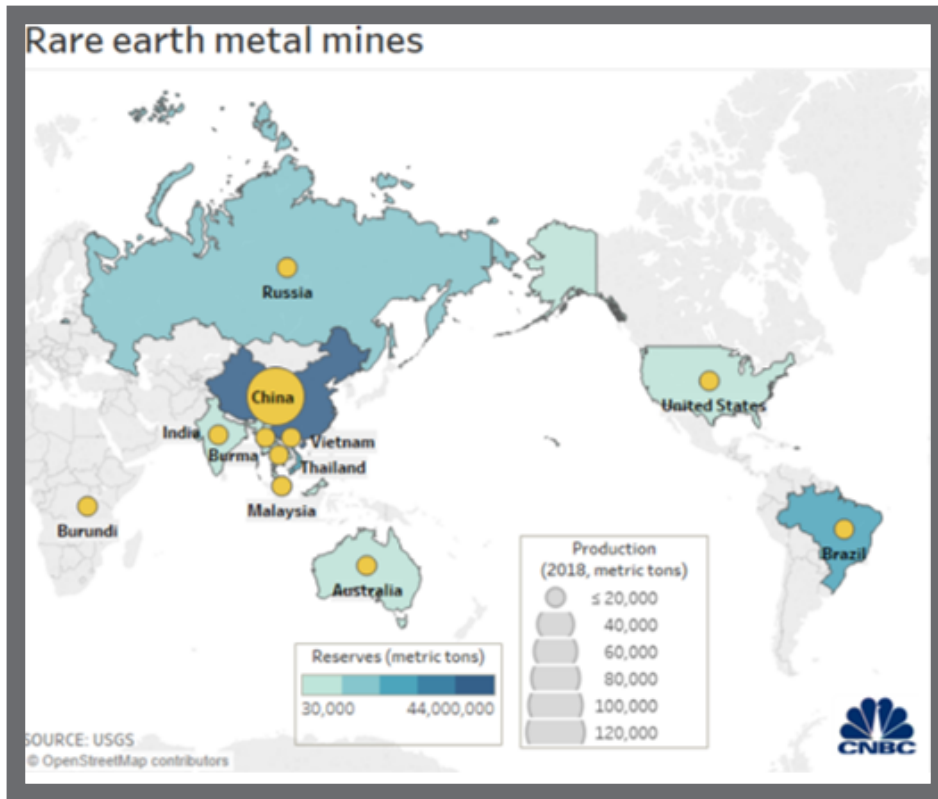 Rare earth metal mines
Russia
China
United States
India
Vietnam
Burma
Thailand
Malaysia
Burundi
Brazil
Australia
Production
(2018, metric tons)
≤ 20,000
40,000
60,000
80,000
100,000
120,000
Reserves (metric tons)
30,000 44,000,000
SOURCE: USGS
© OpenStreetMap contributors
CNBC